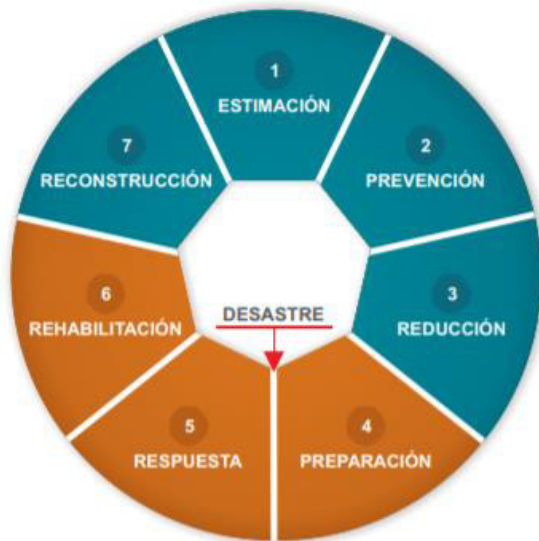 1
ESTIMACIÓN
2
PREVENCIÓN
3
REDUCCIÓN
4
PREPARACIÓN
5
RESPUESTA
6
REHABILITACIÓN
7
RECONSTRUCCIÓN
DESASTRE